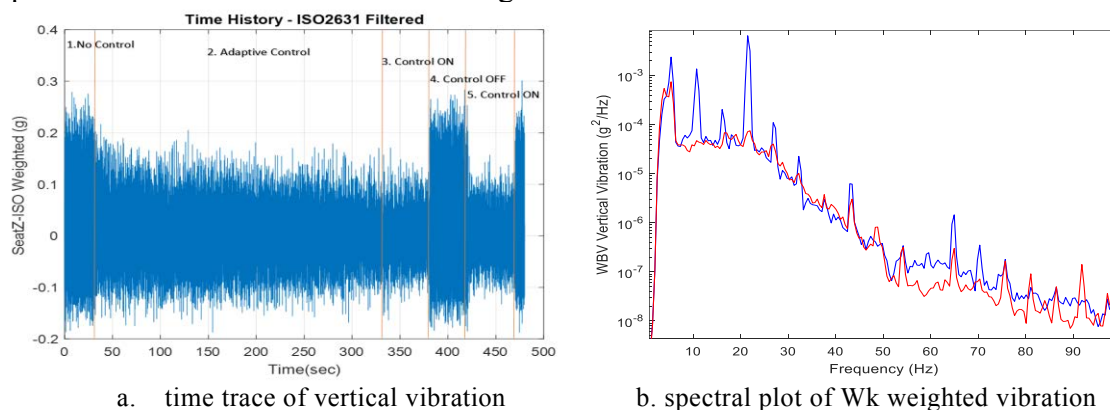 Time History - ISO2631 Filtered
0.4
0.3
0.2
0.1
0
-0.1
-0.2
SeatZ-ISO Weighted (g)
1.No Control
2. Adaptive Control
3. Control ON
4. Control OFF
5. Control ON
0 50 100 150 200 250 300 350 400 450 500
Time(sec)
WBV Vertical Vibration (g²/Hz)
10⁻³
10⁻⁴
10⁻⁵
10⁻⁶
10⁻⁷
10⁻⁸
10 20 30 40 50 60 70 80 90
Frequency (Hz)
a. time trace of vertical vibration
b. spectral plot of Wk weighted vibration